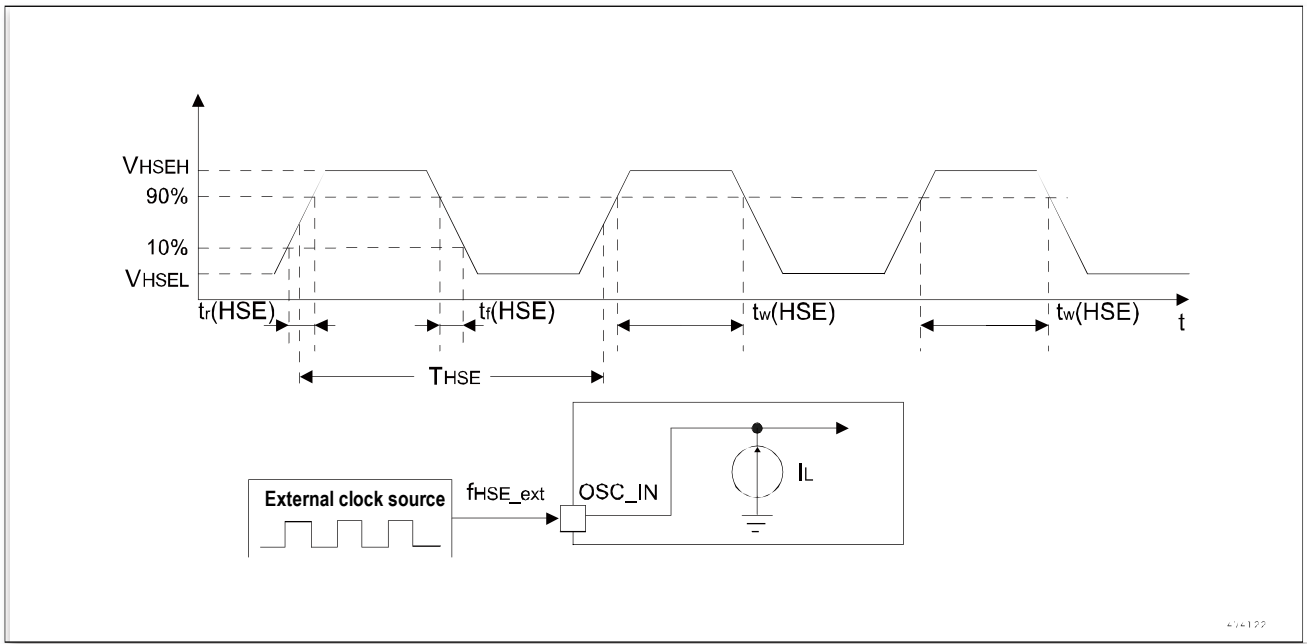 VHSEH
90%
10%
VHSEL
tr(HSE) tf(HSE) tw(HSE) tw(HSE) t
THSE
External clock source fHSE_ext OSC_IN IL